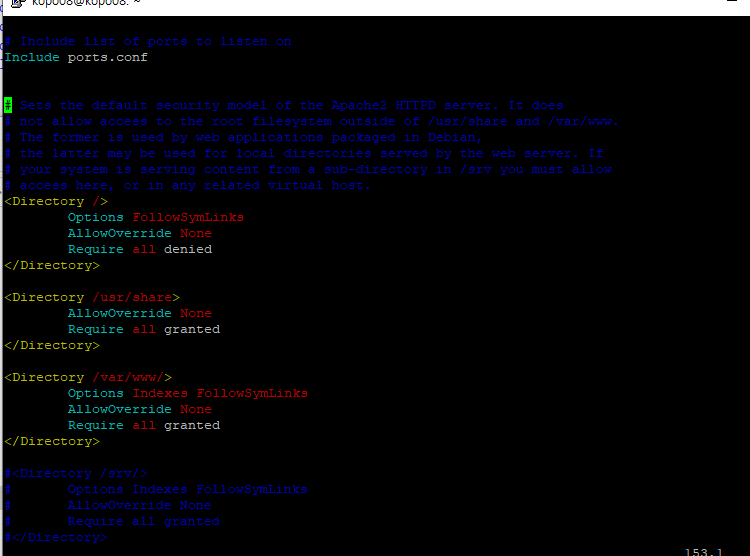 kopo08@kopo08: ~
# Include list of ports to listen on
Include ports.conf
# Sets the default security model of the Apache2 HTTPD server. It does
# not allow access to the root filesystem outside of /usr/share and /var/www.
# The former is used by web applications packaged in Debian,
# the latter may be used for local directories served by the web server. If
# your system is serving content from a sub-directory in /srv you must allow
# access here, or in any related virtual host.
<Directory />
        Options FollowSymLinks
        AllowOverride None
        Require all denied
</Directory>
<Directory /usr/share>
        AllowOverride None
        Require all granted
</Directory>
<Directory /var/www/>
        Options Indexes FollowSymLinks
        AllowOverride None
        Require all granted
</Directory>
#<Directory /srv/>
#       Options Indexes FollowSymLinks
#       AllowOverride None
#       Require all granted
#</Directory>
153,1